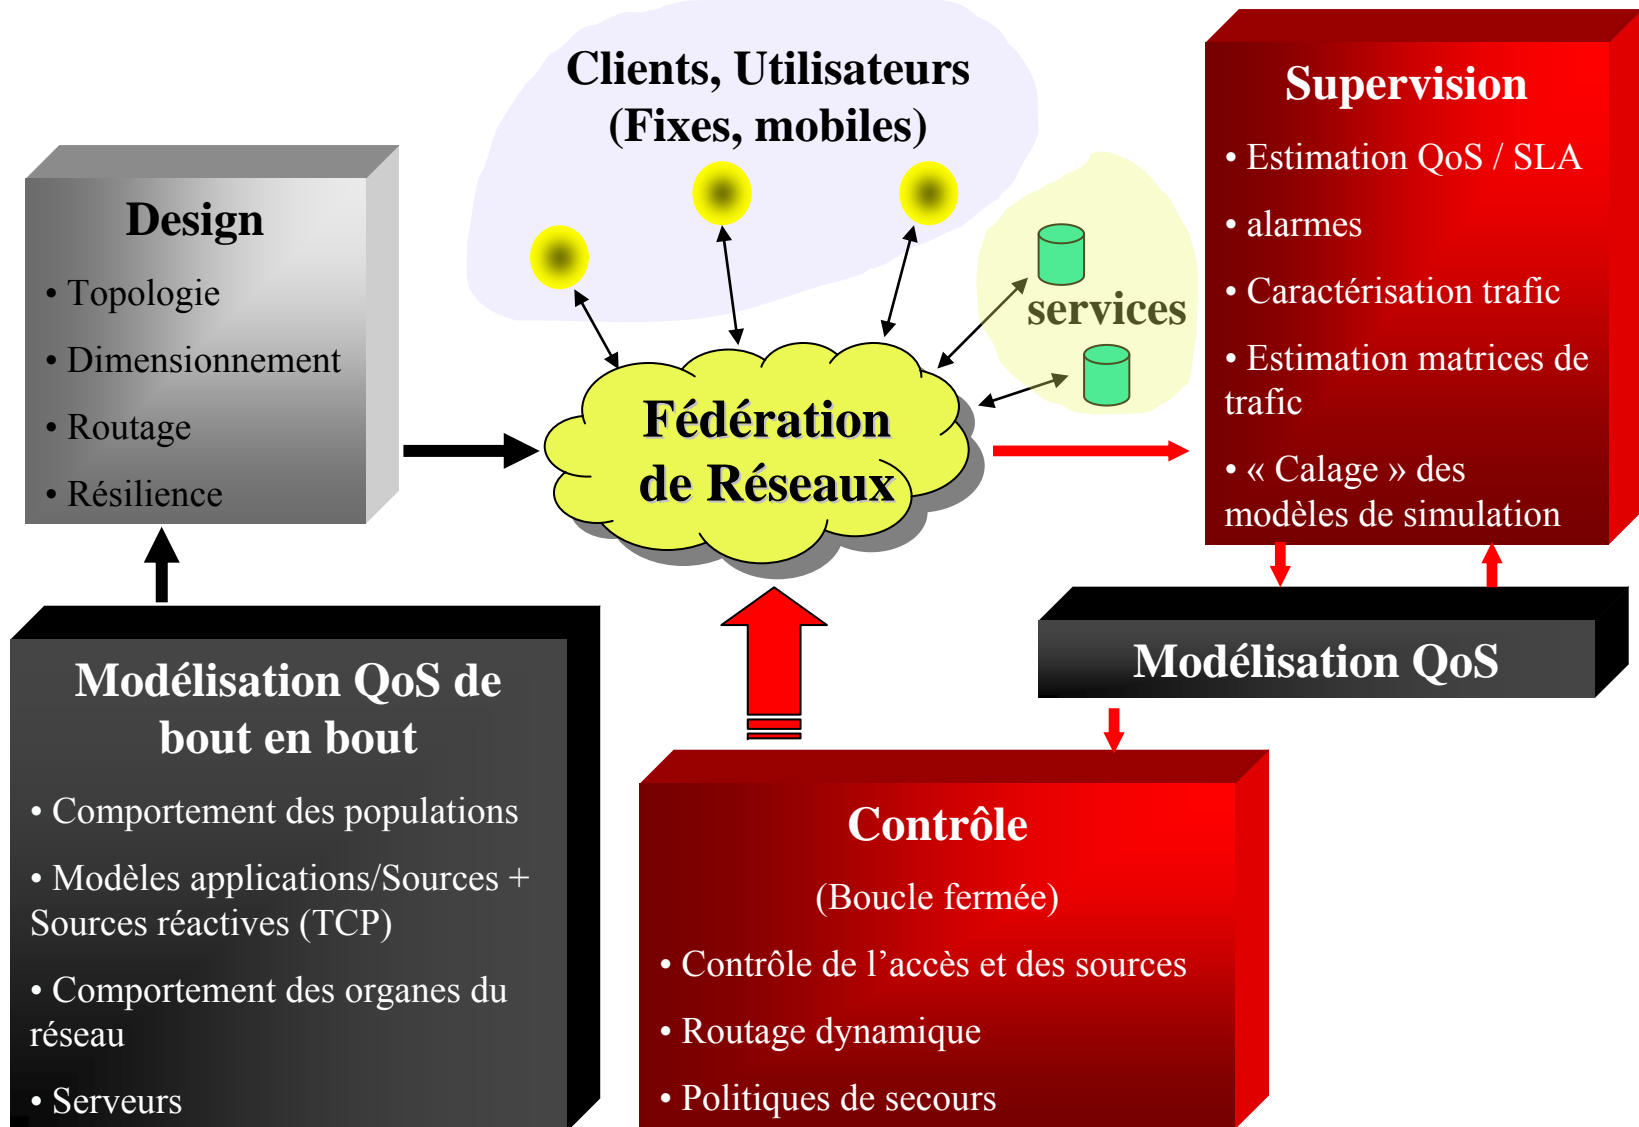 Clients, Utilisateurs
(Fixes, mobiles)
services
Fédération
de Réseaux
Design
• Topologie
• Dimensionnement
• Routage
• Résilience
Modélisation QoS de
bout en bout
• Comportement des populations
• Modèles applications/Sources +
Sources réactives (TCP)
• Comportement des organes du
réseau
• Serveurs
Supervision
• Estimation QoS / SLA
• alarmes
• Caractérisation trafic
• Estimation matrices de
trafic
• « Calage » des
modèles de simulation
Modélisation QoS
Contrôle
(Boucle fermée)
• Contrôle de l’accès et des sources
• Routage dynamique
• Politiques de secours